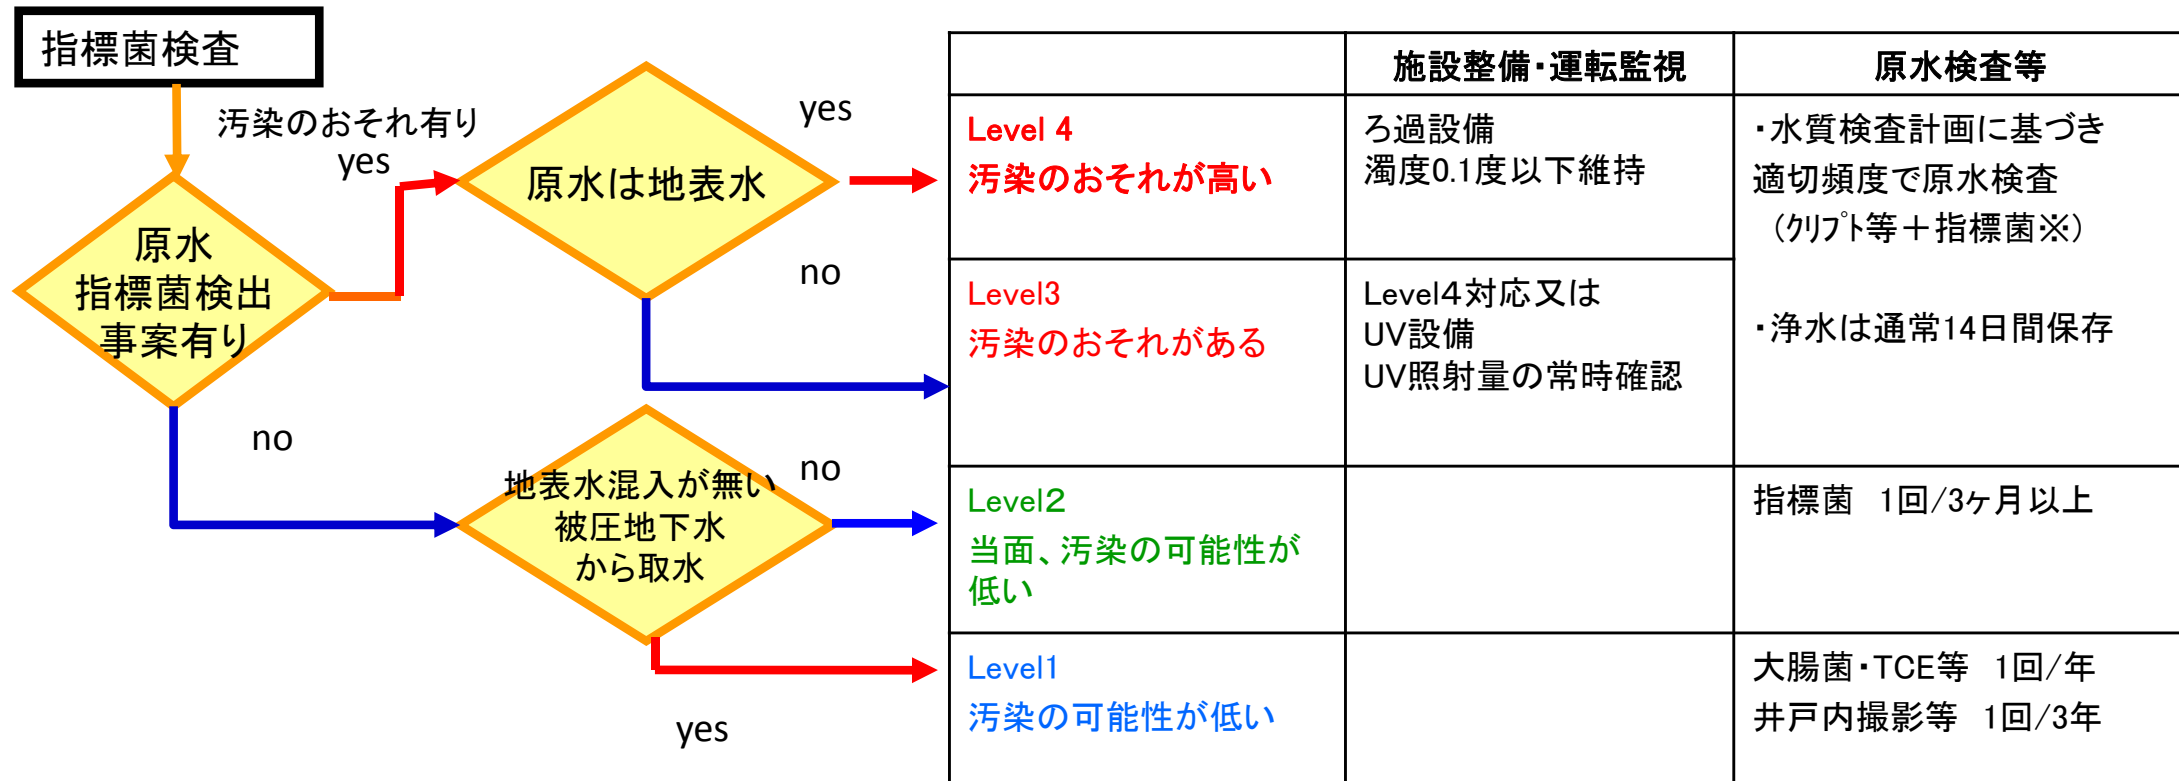 指標菌検査
汚染のおそれ有り
yes
原水
指標菌検出
事案有り
原水は地表水
yes
no
no
地表水混入が無い
被圧地下水
から取水
no
yes
施設整備・運転監視
原水検査等
Level 4
汚染のおそれが高い
ろ過設備
濁度0.1度以下維持
・水質検査計画に基づき
適切頻度で原水検査
（ｸﾘﾌﾟﾄ等＋指標菌※）
・浄水は通常14日間保存
Level3
汚染のおそれがある
Level4対応又は
UV設備
UV照射量の常時確認
Level2
当面、汚染の可能性が
低い
指標菌　1回/3ヶ月以上
Level1
汚染の可能性が低い
大腸菌・TCE等　1回/年
井戸内撮影等　1回/3年